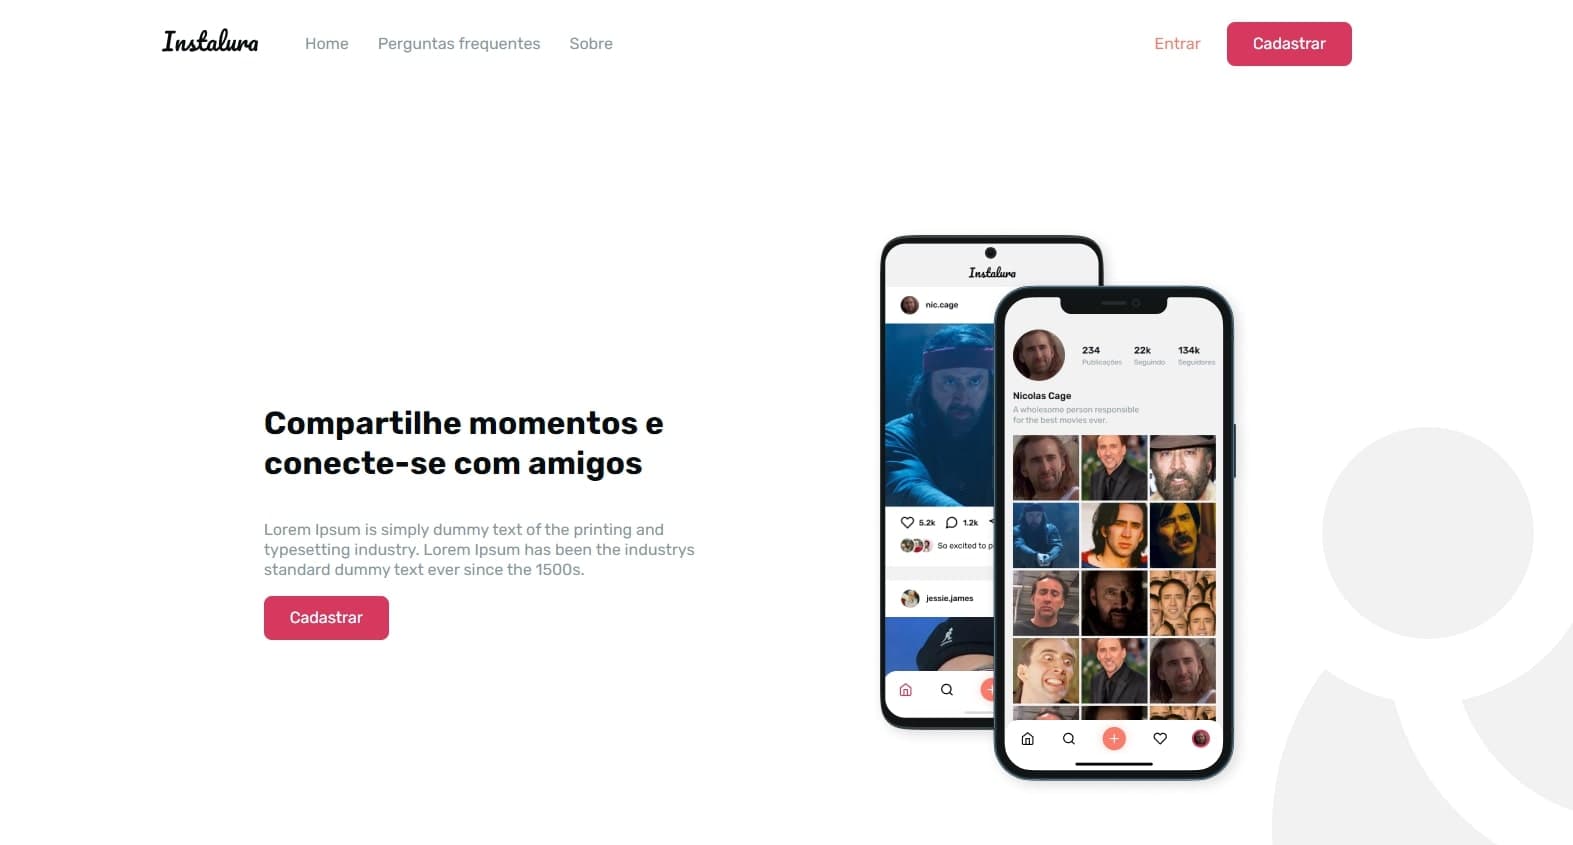 Instalura
Home
Perguntas frequentes
Sobre
Entrar
Cadastrar
Compartilhe momentos e
conecte-se com amigos
Lorem Ipsum is simply dummy text of the printing and
typesetting industry. Lorem Ipsum has been the industrys
standard dummy text ever since the 1500s.
Cadastrar
Instalura
nic.cage
5.2k
1.2k
So excited to p
jessie.james
234
Publicações
22k
Seguindo
134k
Seguidores
Nicolas Cage
A wholesome person responsible
for the best movies ever.